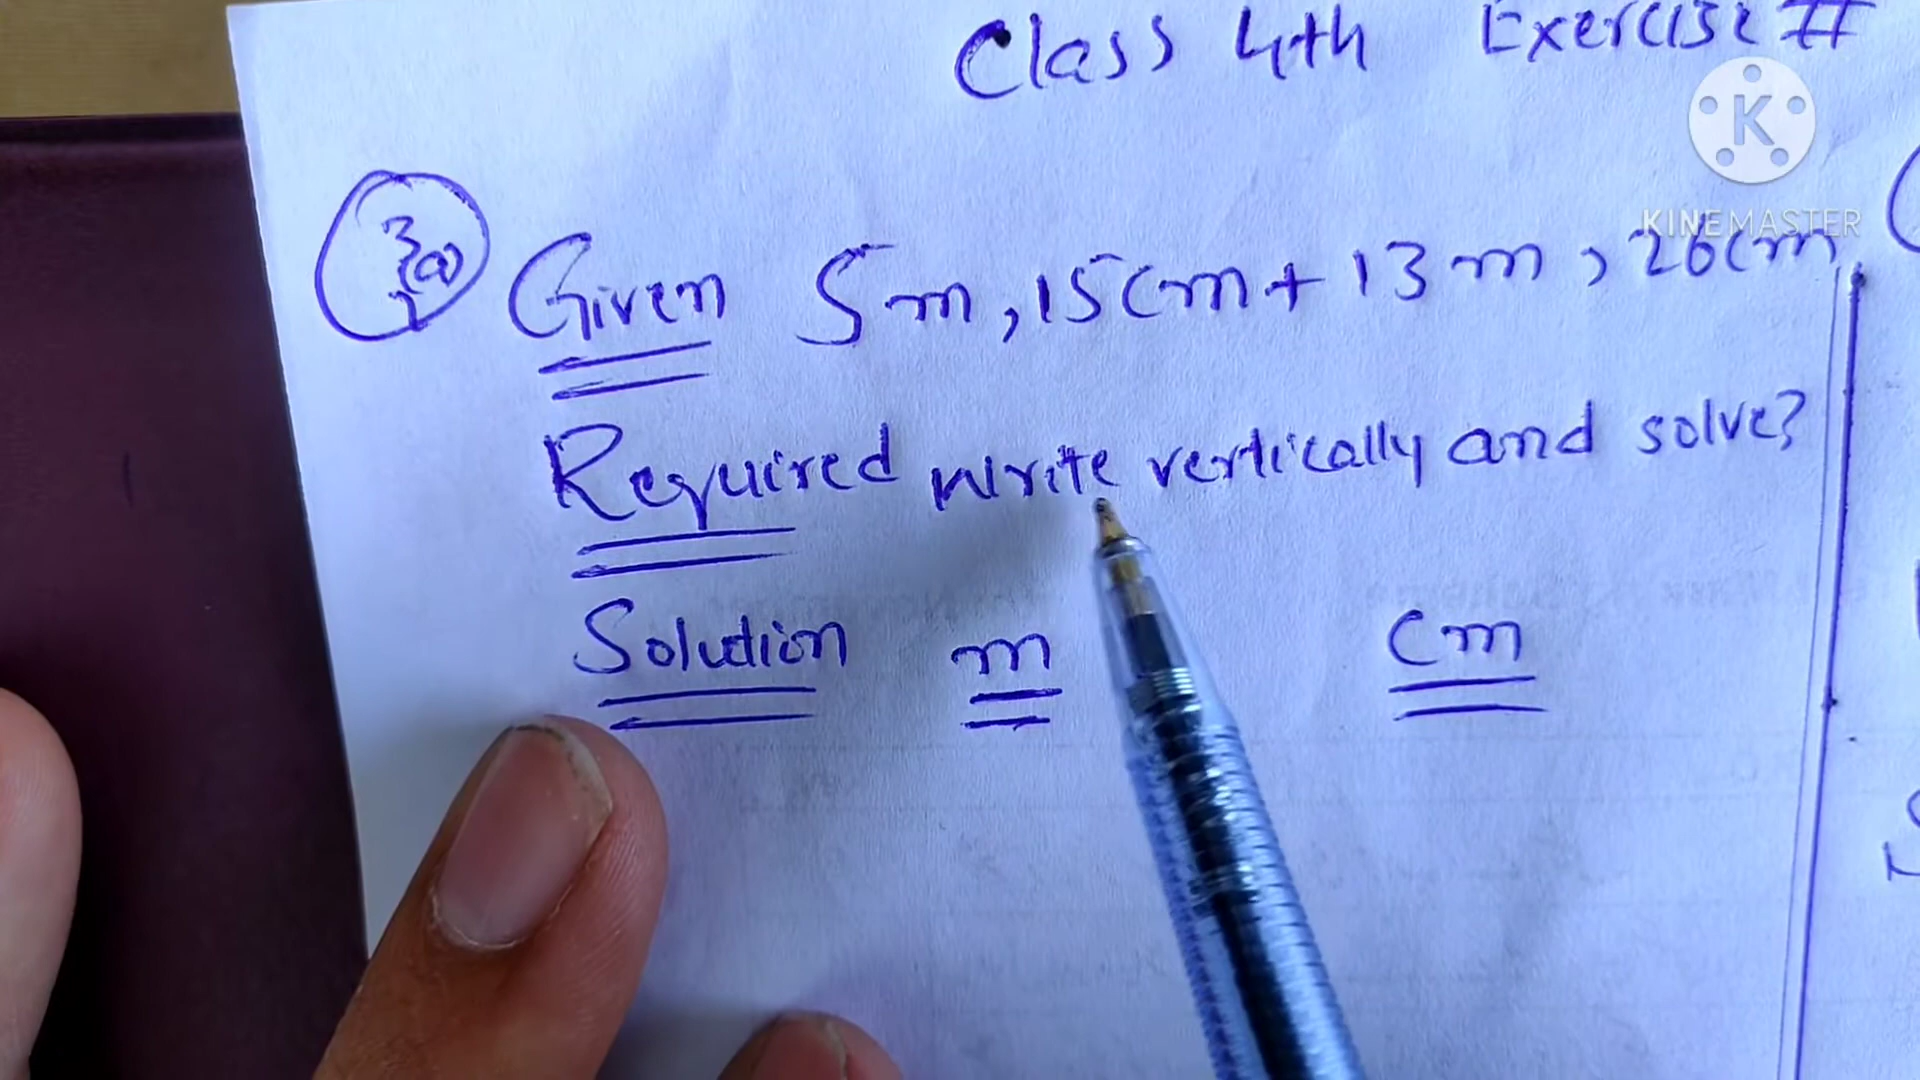 Class 4th Exercise #
K
KINEMASTER
3(a) Given 5m, 15cm + 13m, 26cm
Required write vertically and solve?
Solution m cm